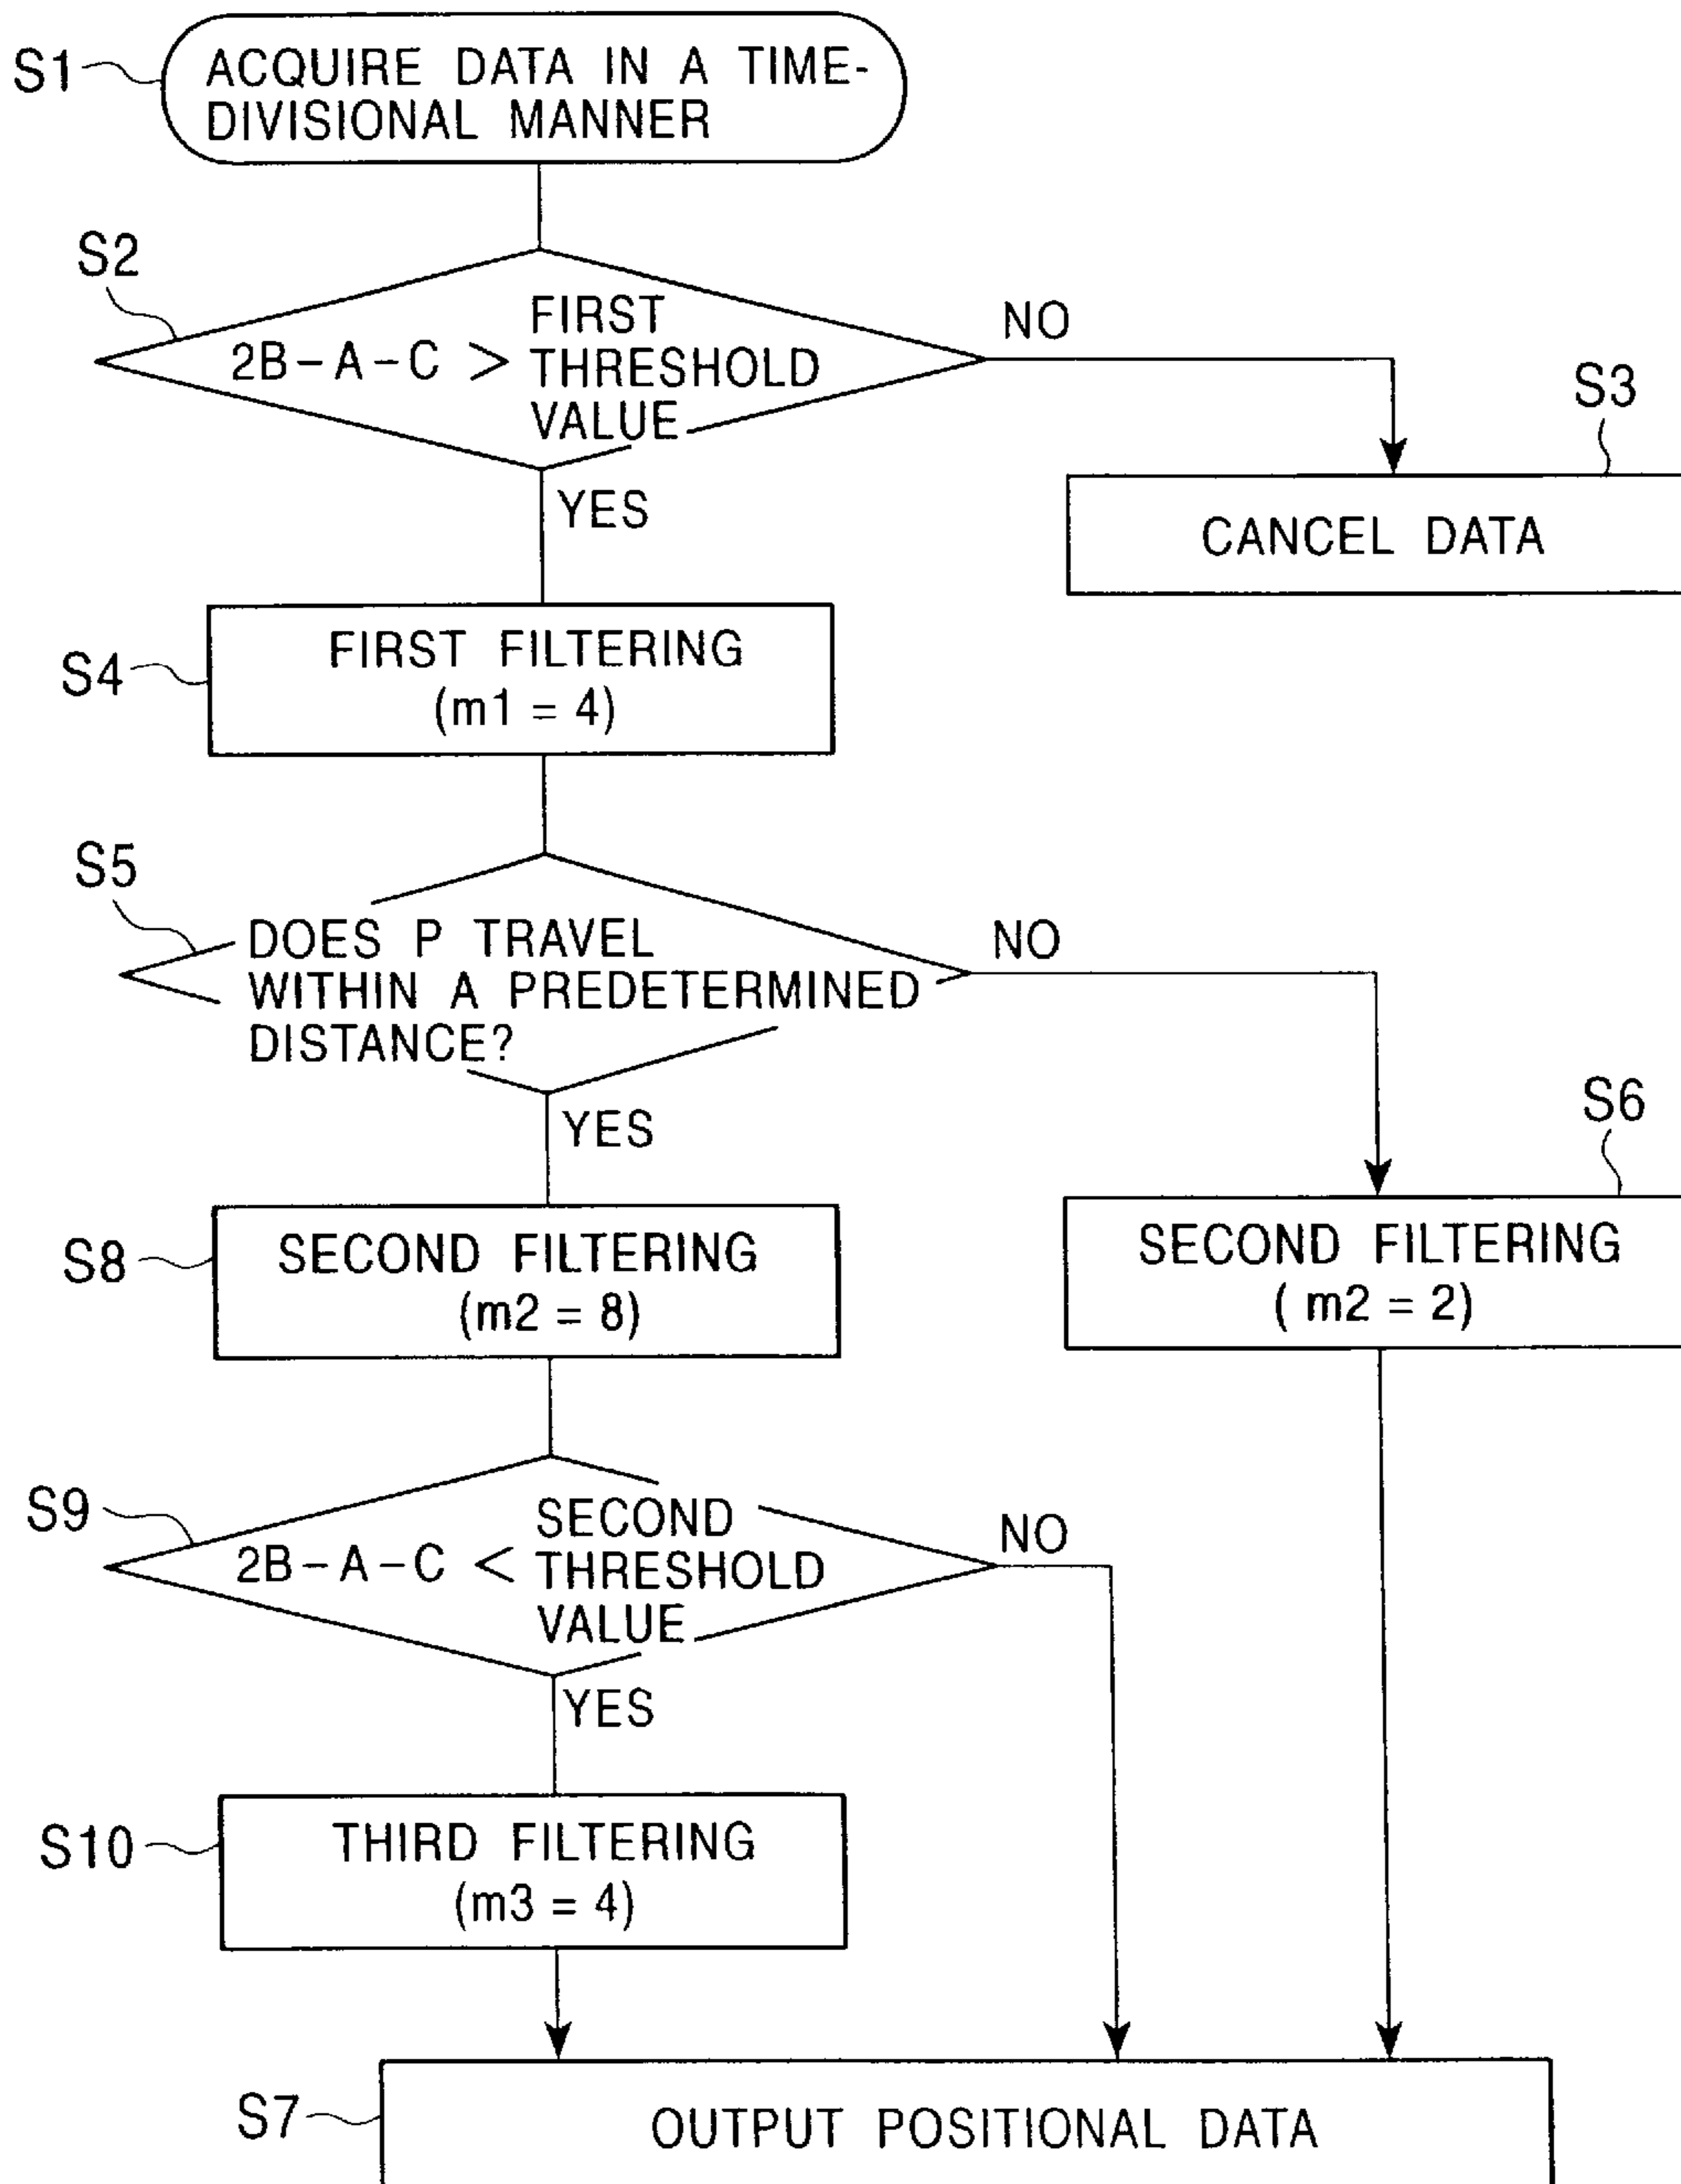 S1
ACQUIRE DATA IN A TIME-
DIVISIONAL MANNER
S2
2B-A-C >
FIRST
THRESHOLD
VALUE
NO
YES
S3
CANCEL DATA
S4
FIRST FILTERING
(m1 = 4)
S5
DOES P TRAVEL
WITHIN A PREDETERMINED
DISTANCE?
NO
YES
S6
SECOND FILTERING
( m2 = 2)
S8
SECOND FILTERING
(m2 = 8)
S9
2B-A-C <
SECOND
THRESHOLD
VALUE
NO
YES
S10
THIRD FILTERING
(m3 = 4)
S7
OUTPUT POSITIONAL DATA